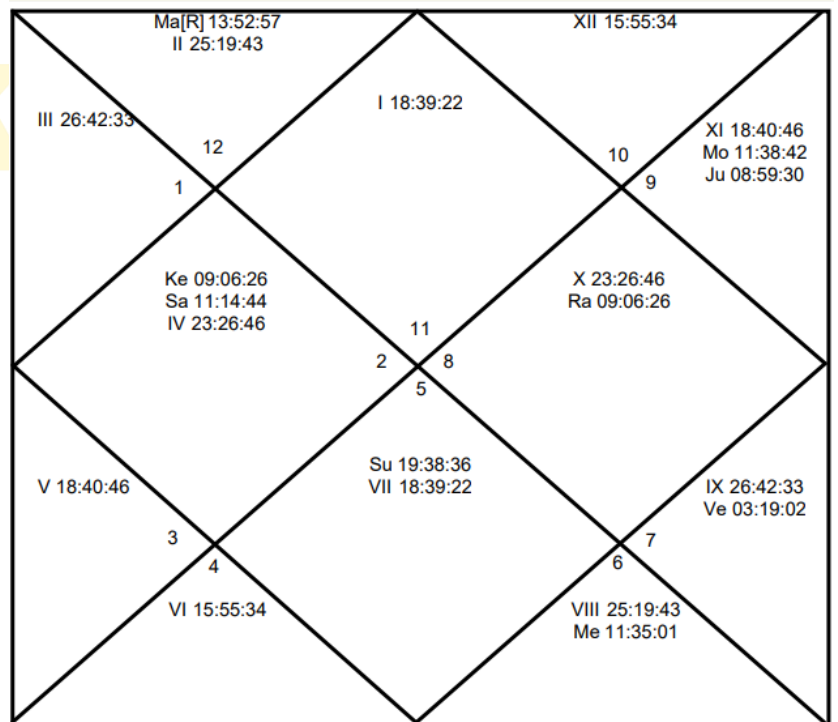 Ma[R] 13:52:57
II 25:19:43
XII 15:55:34
I 18:39:22
III 26:42:33
XI 18:40:46
Mo 11:38:42
Ju 08:59:30
12
10
1
9
Ke 09:06:26
Sa 11:14:44
IV 23:26:46
X 23:26:46
Ra 09:06:26
11
2
8
5
Su 19:38:36
VII 18:39:22
V 18:40:46
IX 26:42:33
Ve 03:19:02
3
7
4
6
VI 15:55:34
VIII 25:19:43
Me 11:35:01